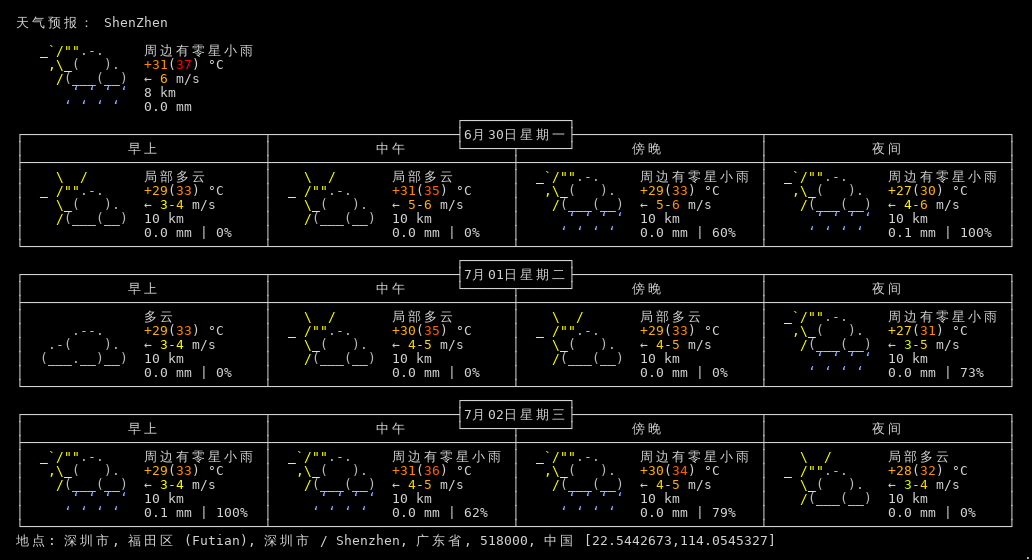 天气预报： ShenZhen
周边有零星小雨
+31(37) °C
← 6 m/s
8 km
0.0 mm
6月30日星期一
早上 中午 傍晚 夜间
局部多云 局部多云 周边有零星小雨 周边有零星小雨
+29(33) °C +31(35) °C +29(33) °C +27(30) °C
← 3-4 m/s ← 5-6 m/s ← 5-6 m/s ← 4-6 m/s
10 km 10 km 10 km 10 km
0.0 mm | 0% 0.0 mm | 0% 0.0 mm | 60% 0.1 mm | 100%
7月01日星期二
早上 中午 傍晚 夜间
多云 局部多云 局部多云 周边有零星小雨
+29(33) °C +30(35) °C +29(33) °C +27(31) °C
← 3-4 m/s ← 4-5 m/s ← 4-5 m/s ← 3-5 m/s
10 km 10 km 10 km 10 km
0.0 mm | 0% 0.0 mm | 0% 0.0 mm | 0% 0.0 mm | 73%
7月02日星期三
早上 中午 傍晚 夜间
周边有零星小雨 周边有零星小雨 周边有零星小雨 局部多云
+29(33) °C +31(36) °C +30(34) °C +28(32) °C
← 3-4 m/s ← 4-5 m/s ← 4-5 m/s ← 3-4 m/s
10 km 10 km 10 km 10 km
0.1 mm | 100% 0.0 mm | 62% 0.0 mm | 79% 0.0 mm | 0%
地点: 深圳市, 福田区 (Futian), 深圳市 / Shenzhen, 广东省, 518000, 中国 [22.5442673,114.0545327]